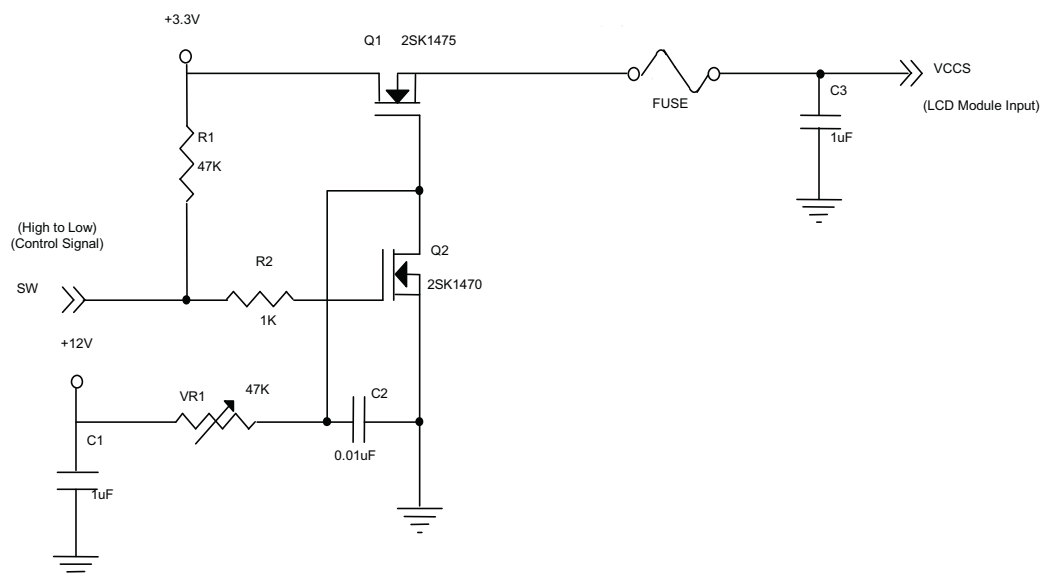 +3.3V
Q1 2SK1475
VCCS
FUSE
C3
(LCD Module Input)
R1
1uF
47K
(High to Low)
(Control Signal)
R2
Q2
SW
2SK1470
1K
+12V
VR1
47K
C2
C1
0.01uF
1uF